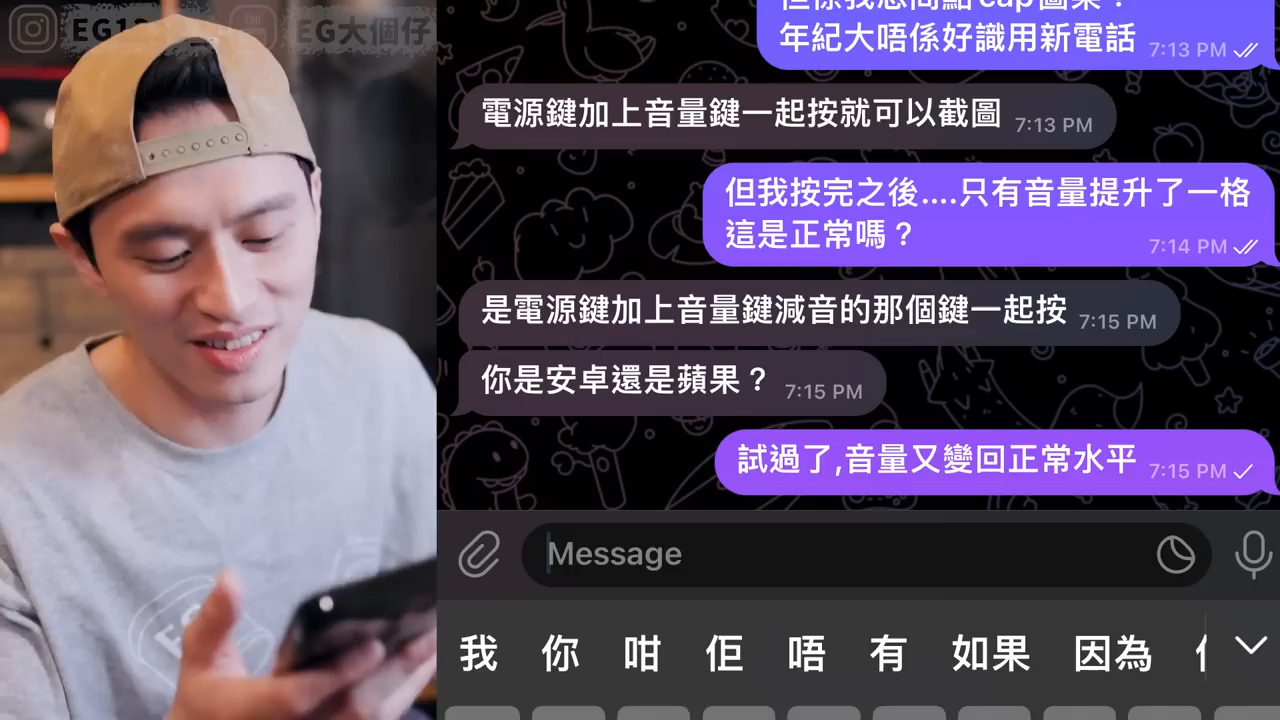 EG大個仔
年紀大唔係好識用新電話
7:13 PM
電源鍵加上音量鍵一起按就可以截圖
7:13 PM
但我按完之後....只有音量提升了一格
這是正常嗎？
7:14 PM
是電源鍵加上音量鍵減音的那個鍵一起按
7:15 PM
你是安卓還是蘋果？
7:15 PM
試過了,音量又變回正常水平
7:15 PM
Message
我 你 咁 佢 唔 有 如果 因為